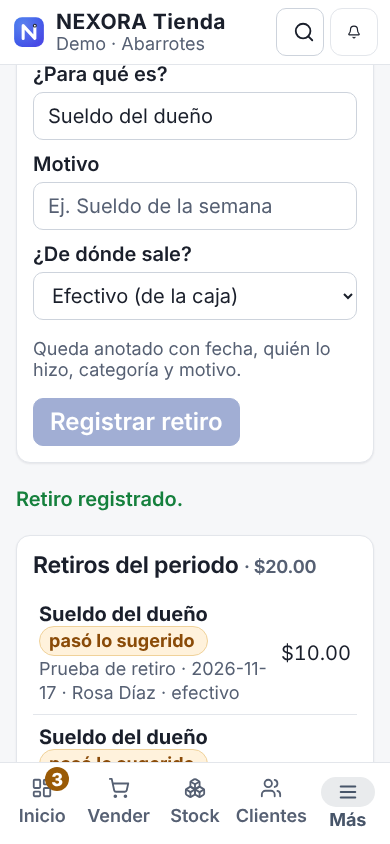 NEXORA Tienda
Demo · Abarrotes
¿Para qué es?
Sueldo del dueño
Motivo
Ej. Sueldo de la semana
¿De dónde sale?
Efectivo (de la caja)
Queda anotado con fecha, quién lo
hizo, categoría y motivo.
Registrar retiro
Retiro registrado.
Retiros del periodo · $20.00
Sueldo del dueño
pasó lo sugerido
$10.00
Prueba de retiro · 2026-11-
17 · Rosa Díaz · efectivo
Sueldo del dueño
pasó lo sugerido
3
Inicio
Vender
Stock
Clientes
Más